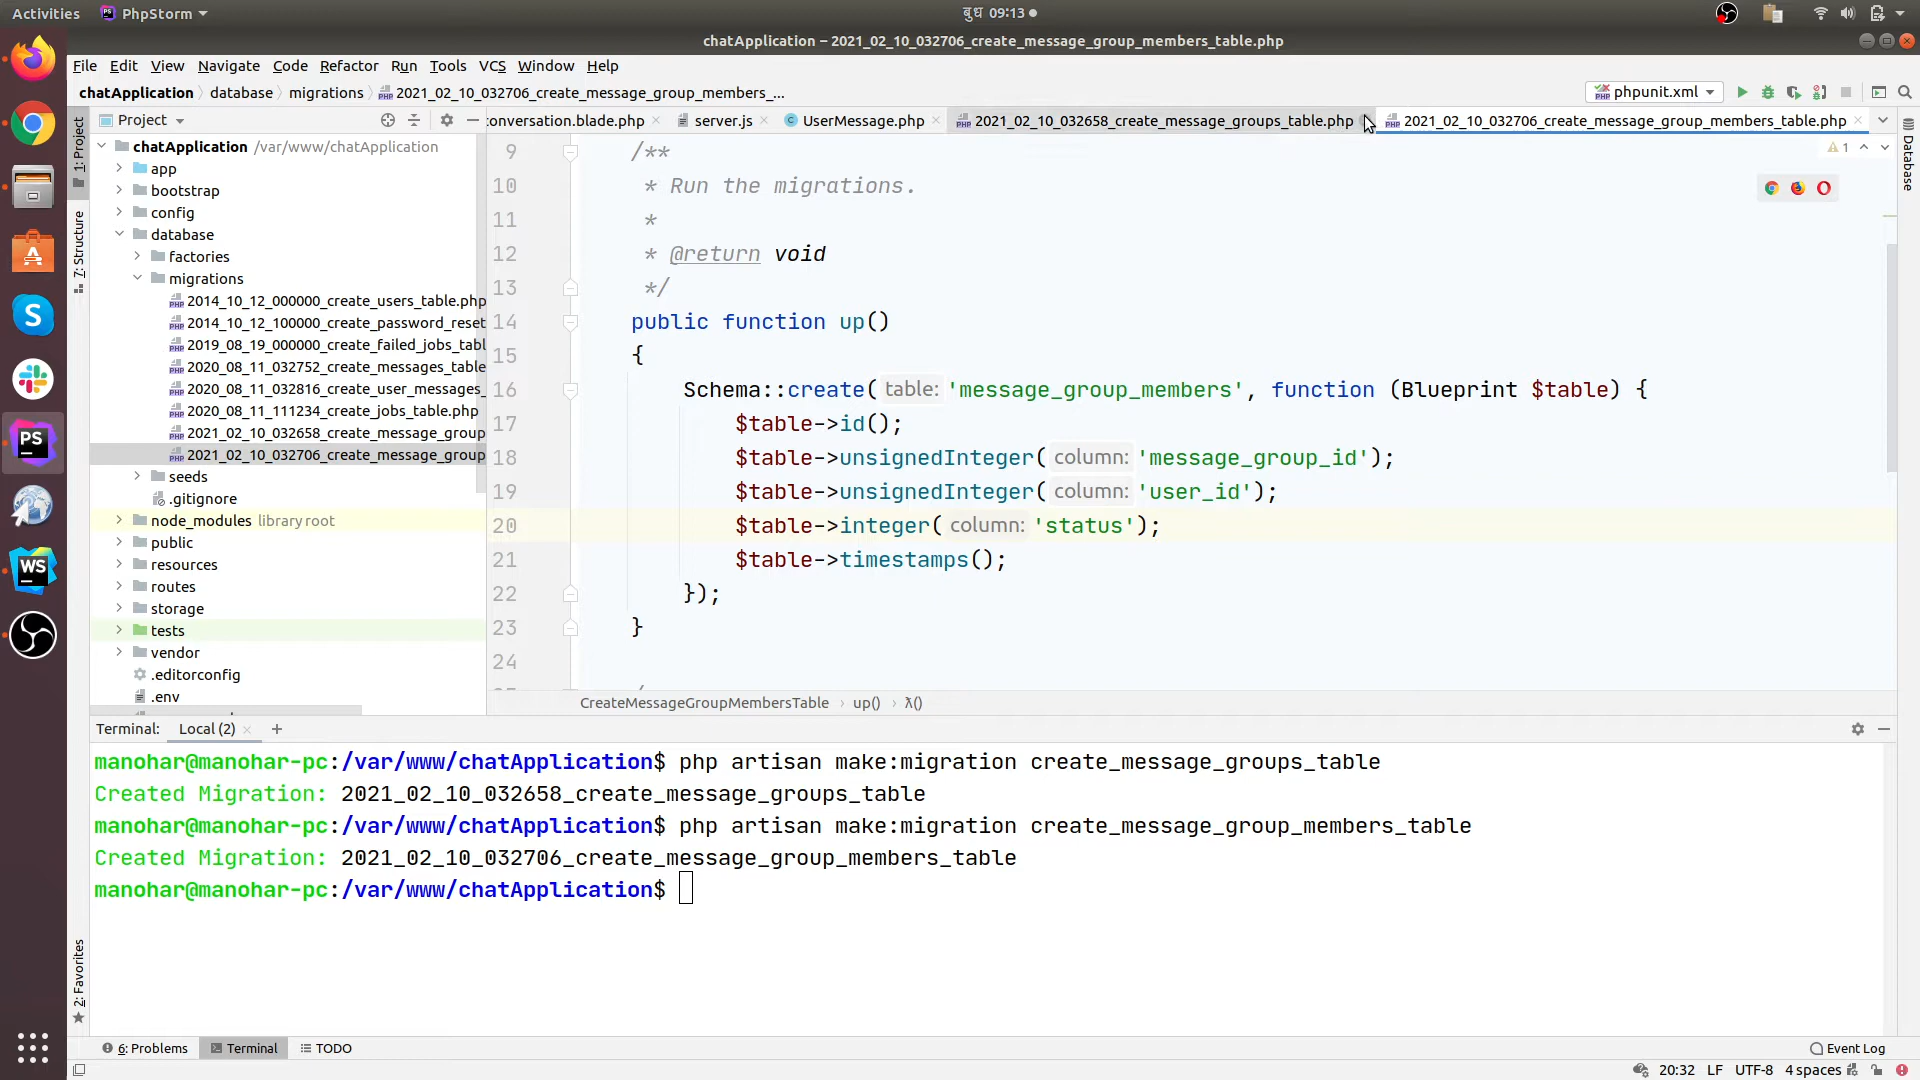 Activities PhpStorm बुध 09:13
chatApplication – 2021_02_10_032706_create_message_group_members_table.php
File Edit View Navigate Code Refactor Run Tools VCS Window Help
chatApplication database migrations 2021_02_10_032706_create_message_group_members_... phpunit.xml
Project conversation.blade.php server.js UserMessage.php 2021_02_10_032658_create_message_groups_table.php 2021_02_10_032706_create_message_group_members_table.php
1: Project
7: Structure
2: Favorites
Database
chatApplication /var/www/chatApplication
app
bootstrap
config
database
factories
migrations
2014_10_12_000000_create_users_table.php
2014_10_12_100000_create_password_reset
2019_08_19_000000_create_failed_jobs_tabl
2020_08_11_032752_create_messages_table
2020_08_11_032816_create_user_messages_
2020_08_11_111234_create_jobs_table.php
2021_02_10_032658_create_message_group
2021_02_10_032706_create_message_group
seeds
.gitignore
node_modules library root
public
resources
routes
storage
tests
vendor
.editorconfig
.env
1
9 /**
10 * Run the migrations.
11 *
12 * @return void
13 */
14 public function up()
15 {
16 Schema::create( table: 'message_group_members', function (Blueprint $table) {
17 $table->id();
18 $table->unsignedInteger( column: 'message_group_id');
19 $table->unsignedInteger( column: 'user_id');
20 $table->integer( column: 'status');
21 $table->timestamps();
22 });
23 }
24
CreateMessageGroupMembersTable › up() › λ()
Terminal: Local (2) +
manohar@manohar-pc:/var/www/chatApplication$ php artisan make:migration create_message_groups_table
Created Migration: 2021_02_10_032658_create_message_groups_table
manohar@manohar-pc:/var/www/chatApplication$ php artisan make:migration create_message_group_members_table
Created Migration: 2021_02_10_032706_create_message_group_members_table
manohar@manohar-pc:/var/www/chatApplication$
6: Problems Terminal TODO Event Log
20:32 LF UTF-8 4 spaces